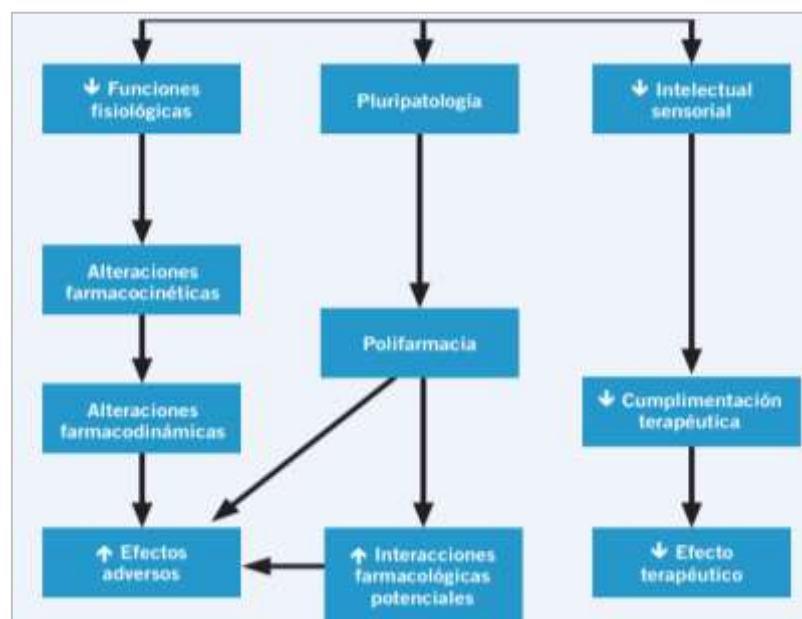 ↓ Funciones
fisiológicas
Pluripatología
↓ Intelectual
sensorial
Alteraciones
farmacocinéticas
Polifarmacia
Alteraciones
farmacodinámicas
↓ Cumplimentación
terapéutica
↑ Efectos
adversos
↑ Interacciones
farmacológicas
potenciales
↓ Efecto
terapéutico